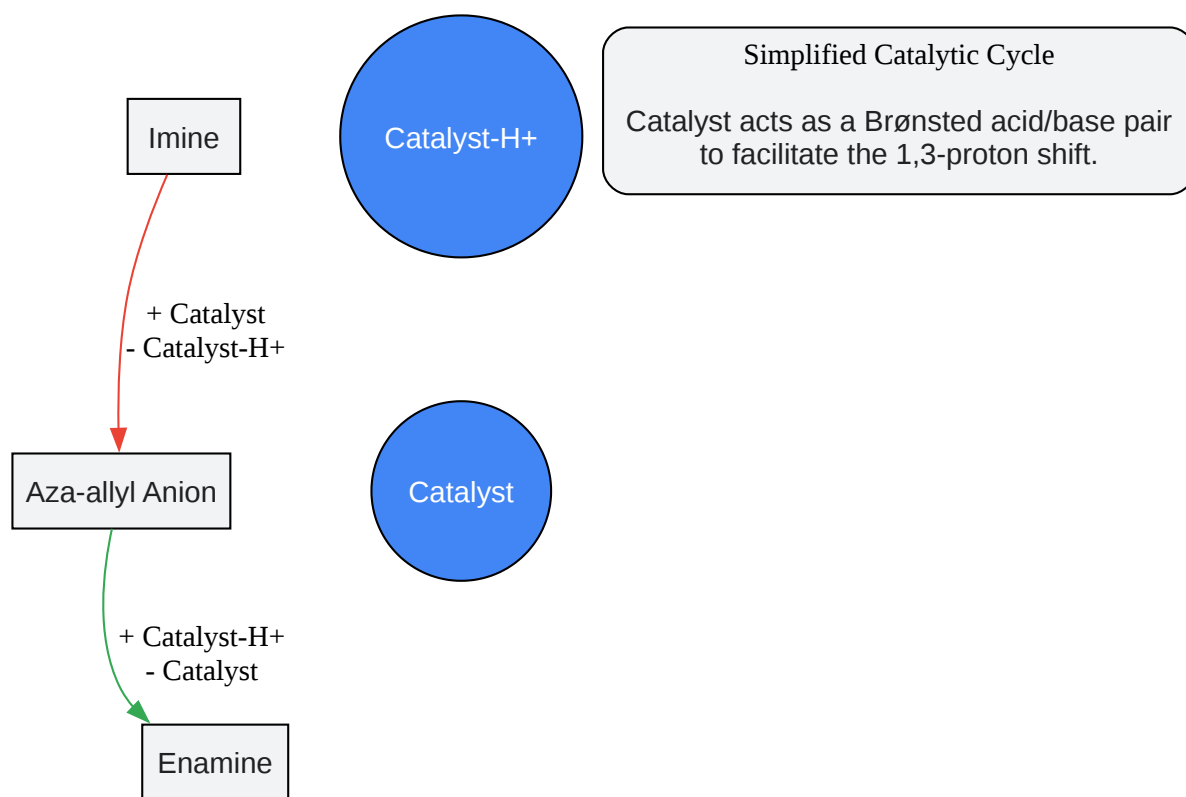 Simplified Catalytic Cycle
Catalyst acts as a Brønsted acid/base pair
to facilitate the 1,3-proton shift.
Imine
Catalyst-H+
+ Catalyst
- Catalyst-H+
Aza-allyl Anion
Catalyst
+ Catalyst-H+
- Catalyst
Enamine